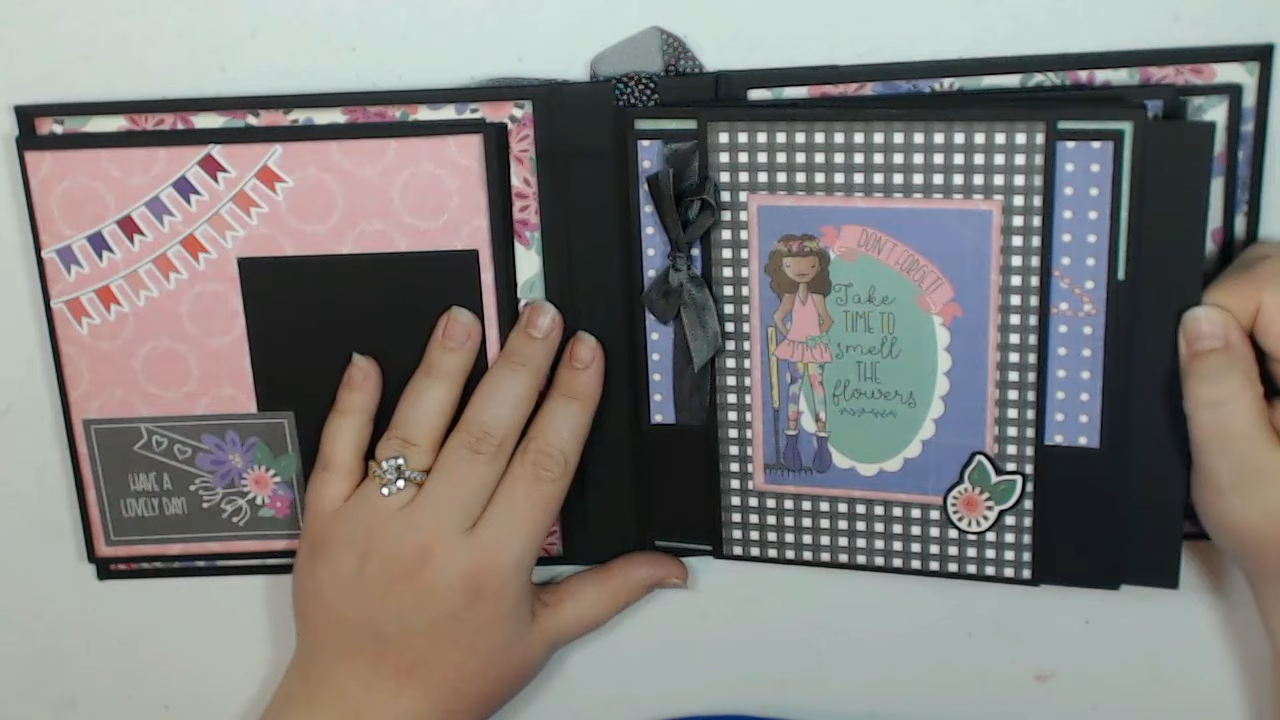 HAVE A
LOVELY DAY!
DON'T FORGET!
Take
TIME TO
smell
THE
flowers